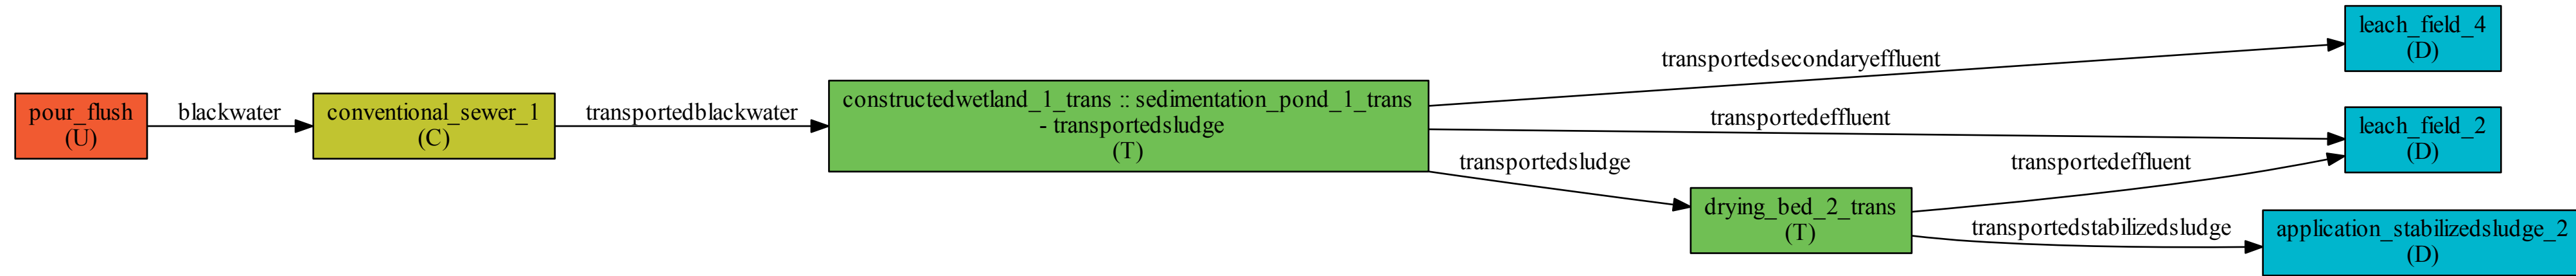 pour_flush
(U)
blackwater
conventional_sewer_1
(C)
transportedblackwater
constructedwetland_1_trans :: sedimentation_pond_1_trans
- transportedsludge
(T)
transportedsecondaryeffluent
transportedeffluent
transportedsludge
drying_bed_2_trans
(T)
transportedeffluent
transportedstabilizedsludge
leach_field_4
(D)
leach_field_2
(D)
application_stabilizedsludge_2
(D)